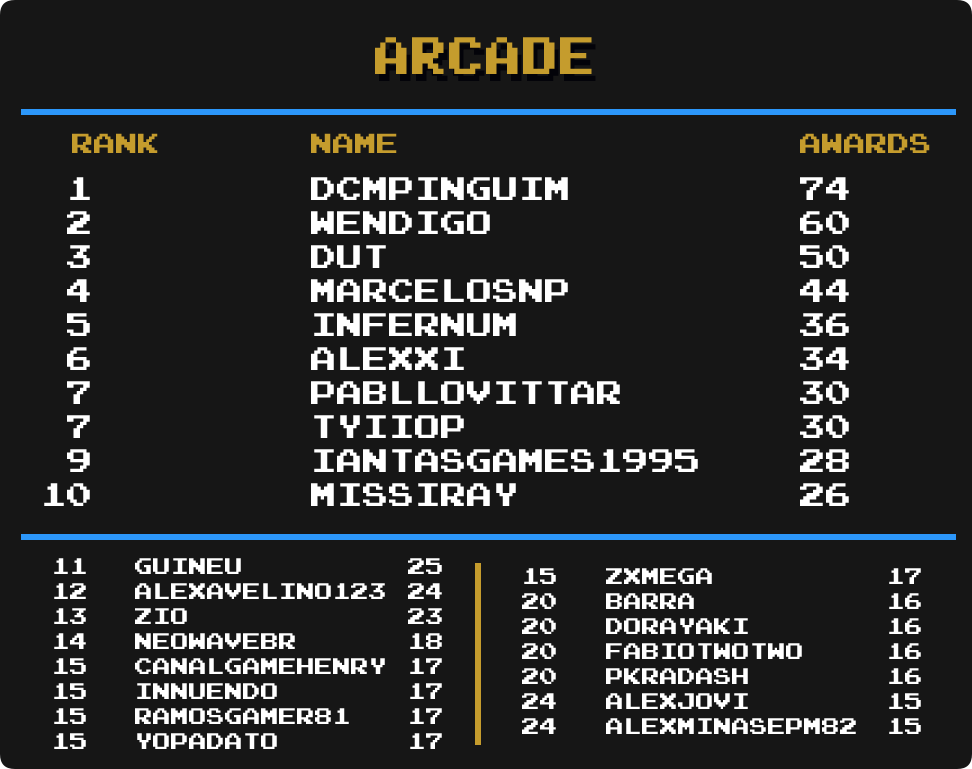 ARCADE
RANK NAME AWARDS
1 DCMPINGUIM 74
2 WENDIGO 60
3 DUT 50
4 MARCELOSNP 44
5 INFERNUM 36
6 ALEXXI 34
7 PABLLOVITTAR 30
7 TYIIOP 30
9 IANTASGAMES1995 28
10 MISSIRAY 26
11 GUINEU 25
12 ALEXAVELINO123 24
13 ZIO 23
14 NEOWAVEBR 18
15 CANALGAMEHENRY 17
15 INNUENDO 17
15 RAMOSGAMER81 17
15 YOPADATO 17
15 ZXMEGA 17
20 BARRA 16
20 DORAYAKI 16
20 FABIOTWOTWO 16
20 PKRADASH 16
24 ALEXJOVI 15
24 ALEXMINASEPM82 15